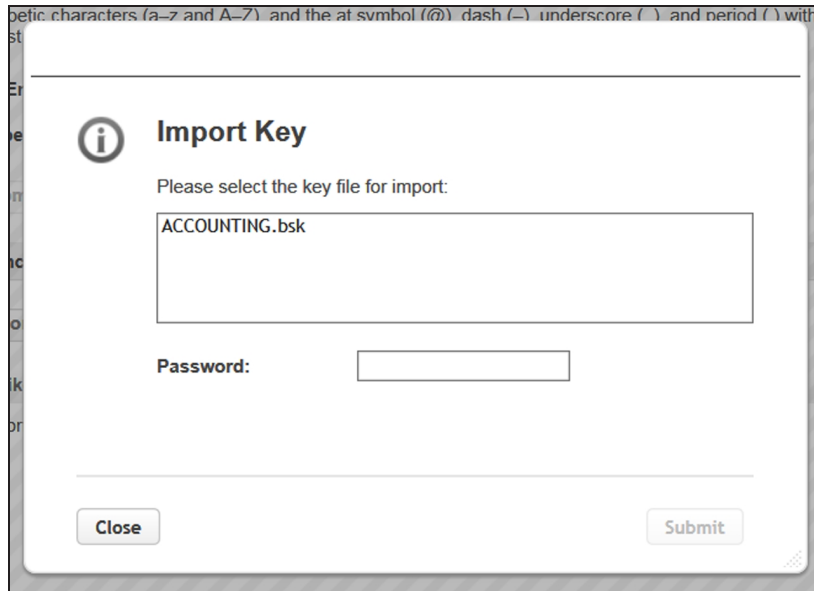 betic characters (a–z and A–Z), and the at symbol (@), dash (–), underscore (_), and period (.) with
Import Key
Please select the key file for import:
ACCOUNTING.bsk
Password:
Close
Submit